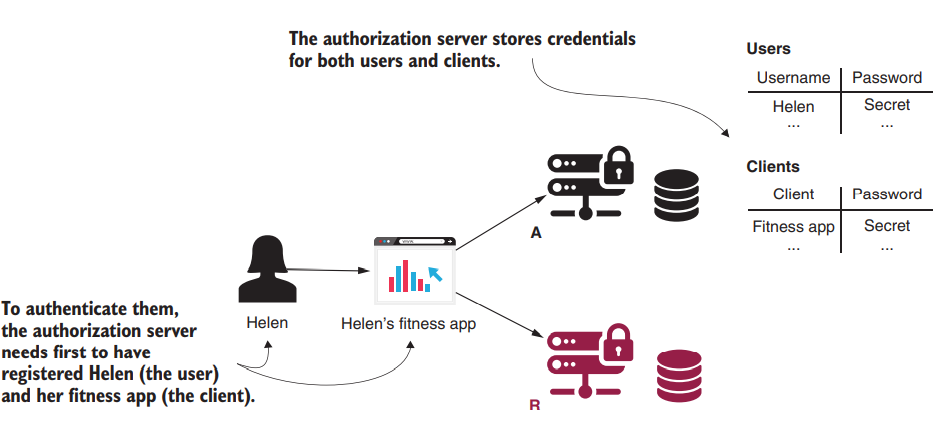 The authorization server stores credentials
for both users and clients.
Users
Username Password
Helen Secret
... ...
Clients
Client Password
Fitness app Secret
... ...
A
www
Helen
Helen's fitness app
To authenticate them,
the authorization server
needs first to have
registered Helen (the user)
and her fitness app (the client).
R